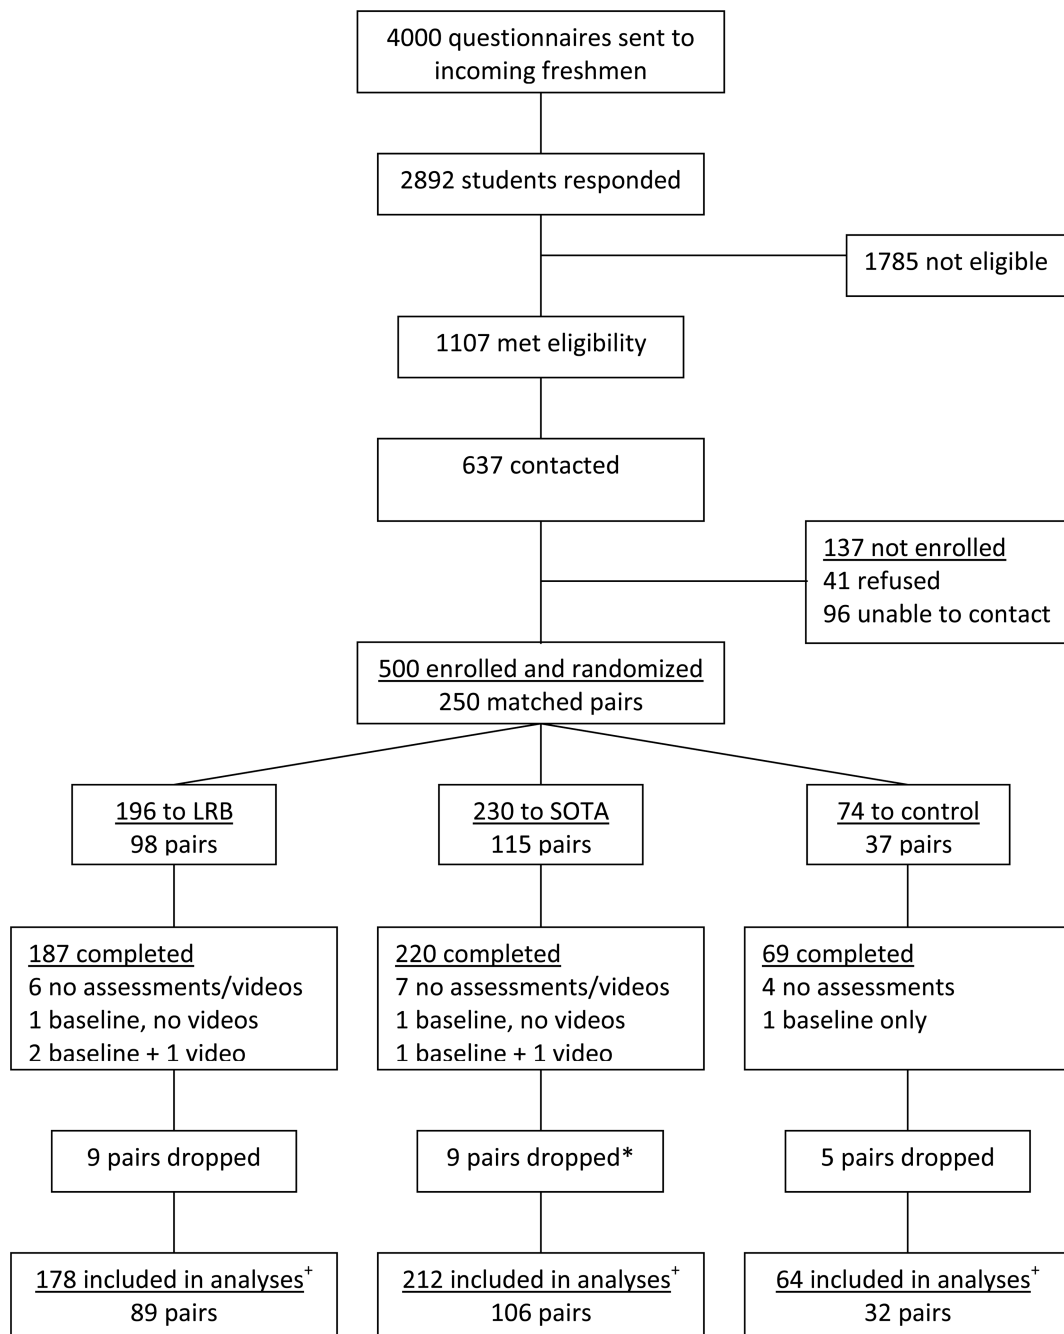 4000 questionnaires sent to
incoming freshmen
2892 students responded
1785 not eligible
1107 met eligibility
637 contacted
137 not enrolled
41 refused
96 unable to contact
500 enrolled and randomized
250 matched pairs
196 to LRB
98 pairs
230 to SOTA
115 pairs
74 to control
37 pairs
187 completed
6 no assessments/videos
1 baseline, no videos
2 baseline + 1 video
220 completed
7 no assessments/videos
1 baseline, no videos
1 baseline + 1 video
69 completed
4 no assessments
1 baseline only
9 pairs dropped
9 pairs dropped*
5 pairs dropped
178 included in analyses+
89 pairs
212 included in analyses+
106 pairs
64 included in analyses+
32 pairs